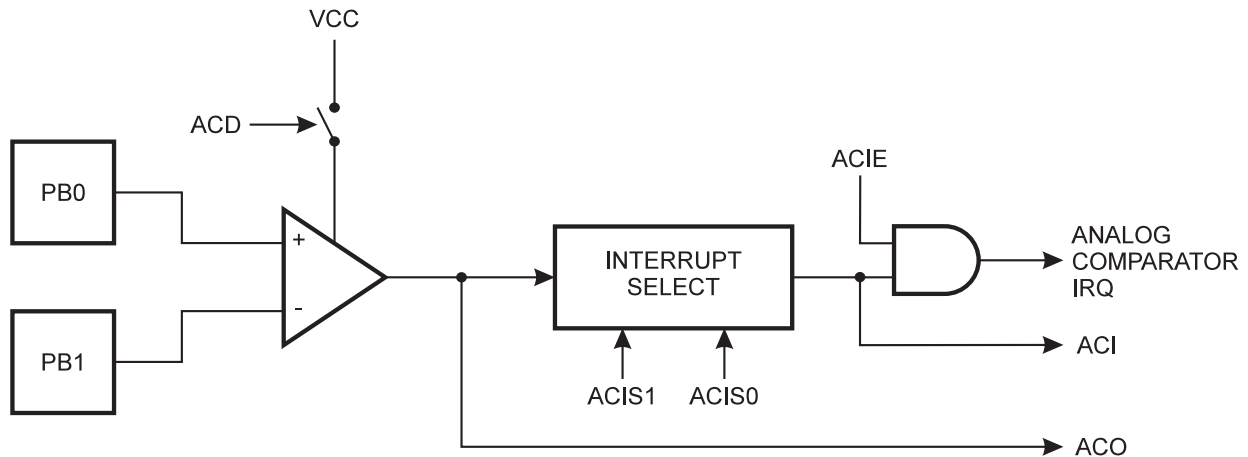 VCC
ACD
PB0
+
-
PB1
INTERRUPT
SELECT
ACIS1
ACIS0
ACIE
ANALOG
COMPARATOR
IRQ
ACI
ACO